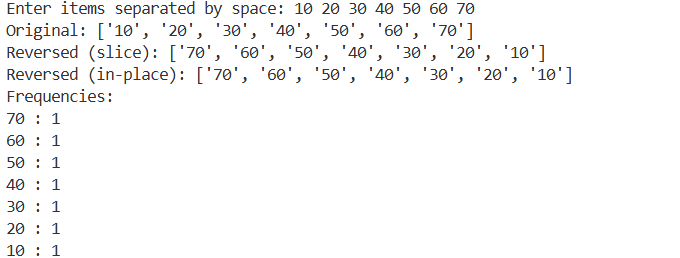 Enter items separated by space: 10 20 30 40 50 60 70
Original: ['10', '20', '30', '40', '50', '60', '70']
Reversed (slice): ['70', '60', '50', '40', '30', '20', '10']
Reversed (in-place): ['70', '60', '50', '40', '30', '20', '10']
Frequencies:
70 : 1
60 : 1
50 : 1
40 : 1
30 : 1
20 : 1
10 : 1